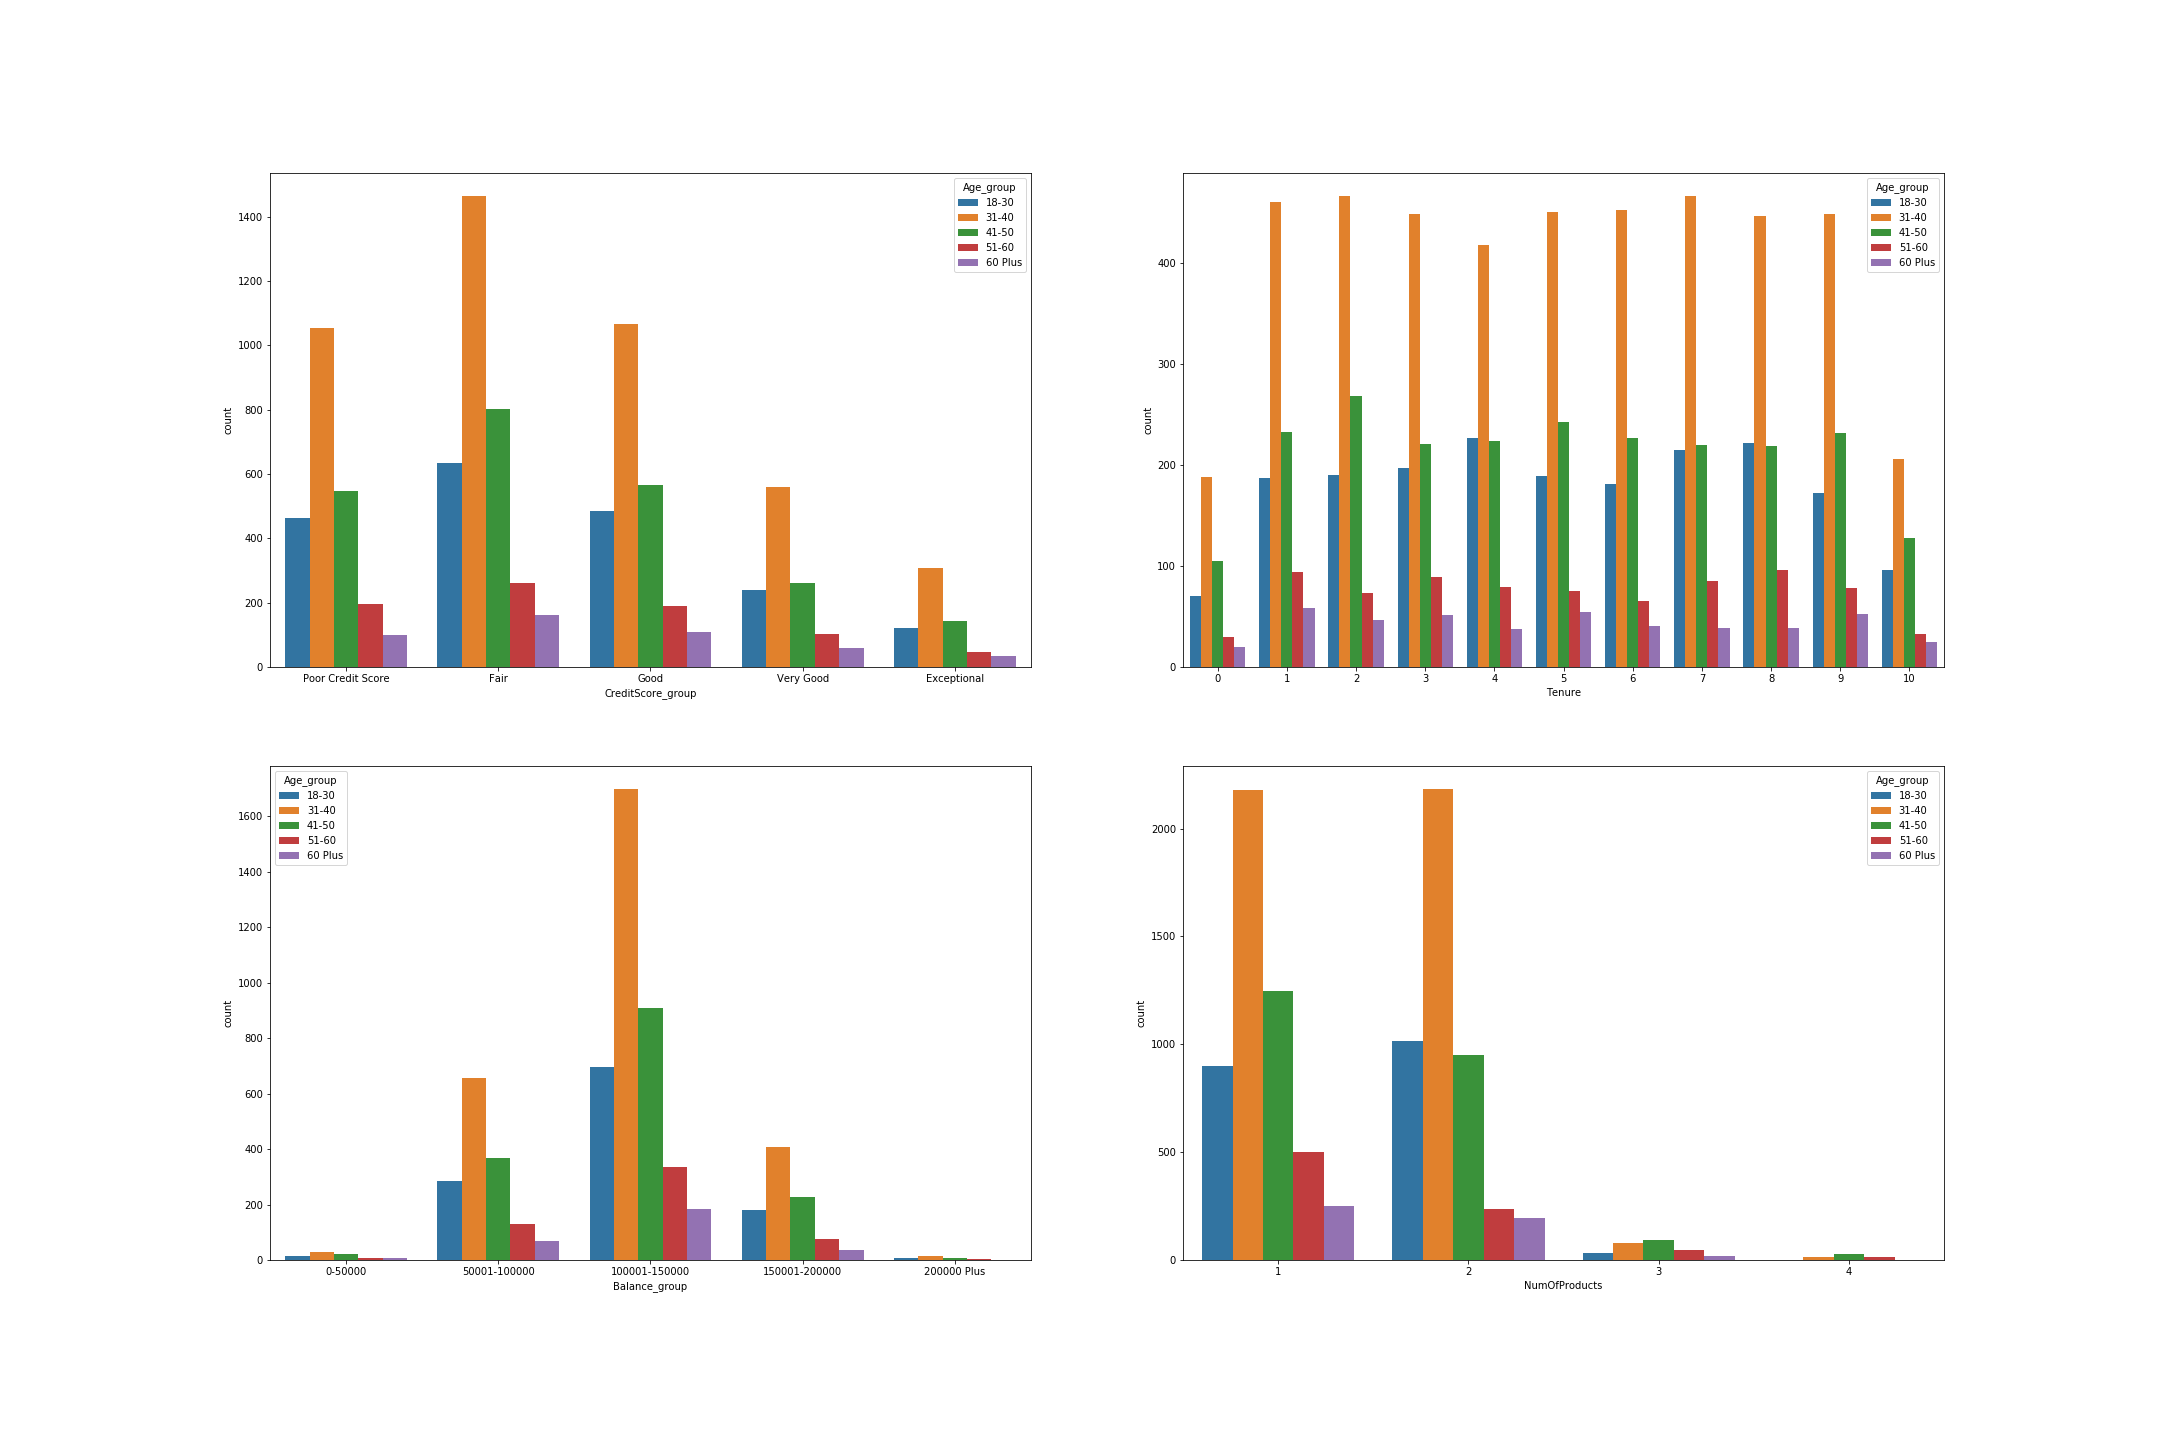 Age_group
18-30
31-40
41-50
51-60
60 Plus
1400
1200
1000
800
600
400
200
0
count
Poor Credit Score Fair Good Very Good Exceptional
CreditScore_group
Age_group
18-30
31-40
41-50
51-60
60 Plus
400
300
200
100
0
count
0 1 2 3 4 5 6 7 8 9 10
Tenure
Age_group
18-30
31-40
41-50
51-60
60 Plus
1600
1400
1200
1000
800
600
400
200
0
count
0-50000 50001-100000 100001-150000 150001-200000 200000 Plus
Balance_group
Age_group
18-30
31-40
41-50
51-60
60 Plus
2000
1500
1000
500
0
count
1 2 3 4
NumOfProducts